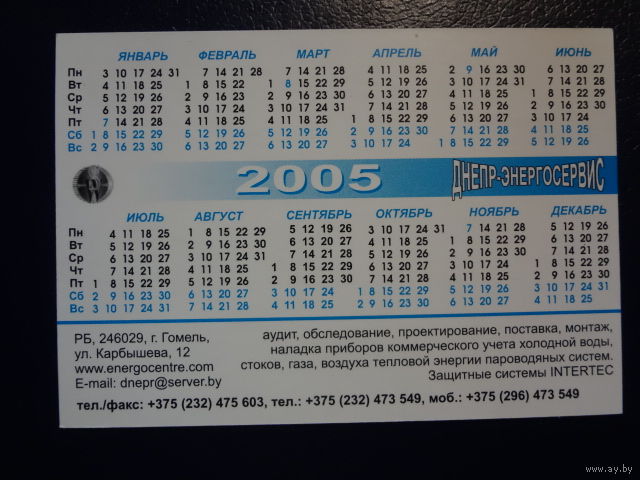 ЯНВАРЬ ФЕВРАЛЬ МАРТ АПРЕЛЬ МАЙ ИЮНЬ
Пн 3 10 17 24 31 7 14 21 28 7 14 21 28 4 11 18 25 2 9 16 23 30 6 13 20 27
Вт 4 11 18 25 1 8 15 22 1 8 15 22 29 5 12 19 26 3 10 17 24 31 7 14 21 28
Ср 5 12 19 26 2 9 16 23 2 9 16 23 30 6 13 20 27 4 11 18 25 1 8 15 22 29
Чт 6 13 20 27 3 10 17 24 3 10 17 24 31 7 14 21 28 5 12 19 26 2 9 16 23 30
Пт 7 14 21 28 4 11 18 25 4 11 18 25 1 8 15 22 29 6 13 20 27 3 10 17 24
Сб 1 8 15 22 29 5 12 19 26 5 12 19 26 2 9 16 23 30 7 14 21 28 4 11 18 25
Вс 2 9 16 23 30 6 13 20 27 6 13 20 27 3 10 17 24 1 8 15 22 29 5 12 19 26
2005 ДНЕПР-ЭНЕРГОСЕРВИС
ИЮЛЬ АВГУСТ СЕНТЯБРЬ ОКТЯБРЬ НОЯБРЬ ДЕКАБРЬ
Пн 4 11 18 25 1 8 15 22 29 5 12 19 26 3 10 17 24 31 7 14 21 28 5 12 19 26
Вт 5 12 19 26 2 9 16 23 30 6 13 20 27 4 11 18 25 1 8 15 22 29 6 13 20 27
Ср 6 13 20 27 3 10 17 24 31 7 14 21 28 5 12 19 26 2 9 16 23 30 7 14 21 28
Чт 7 14 21 28 4 11 18 25 1 8 15 22 29 6 13 20 27 3 10 17 24 1 8 15 22 29
Пт 1 8 15 22 29 5 12 19 26 2 9 16 23 30 7 14 21 28 4 11 18 25 2 9 16 23 30
Сб 2 9 16 23 30 6 13 20 27 3 10 17 24 1 8 15 22 29 5 12 19 26 3 10 17 24 31
Вс 3 10 17 24 31 7 14 21 28 4 11 18 25 2 9 16 23 30 6 13 20 27 4 11 18 25
РБ, 246029, г. Гомель,
ул. Карбышева, 12
www.energocentre.com
E-mail: dnepr@server.by
аудит, обследование, проектирование, поставка, монтаж,
наладка приборов коммерческого учета холодной воды,
стоков, газа, воздуха тепловой энергии пароводяных систем.
Защитные системы INTERTEC
тел./факс: +375 (232) 475 603, тел.: +375 (232) 473 549, моб.: +375 (296) 473 549
www.ay.by